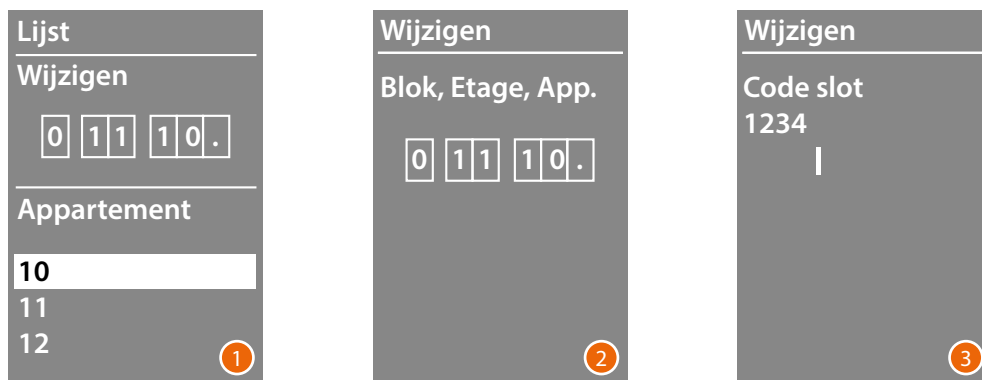 Lijst
Wijzigen
0 11 10.
Appartement
10
11
12
1
Wijzigen
Blok, Etage, App.
0 11 10.
2
Wijzigen
Code slot
1234
3